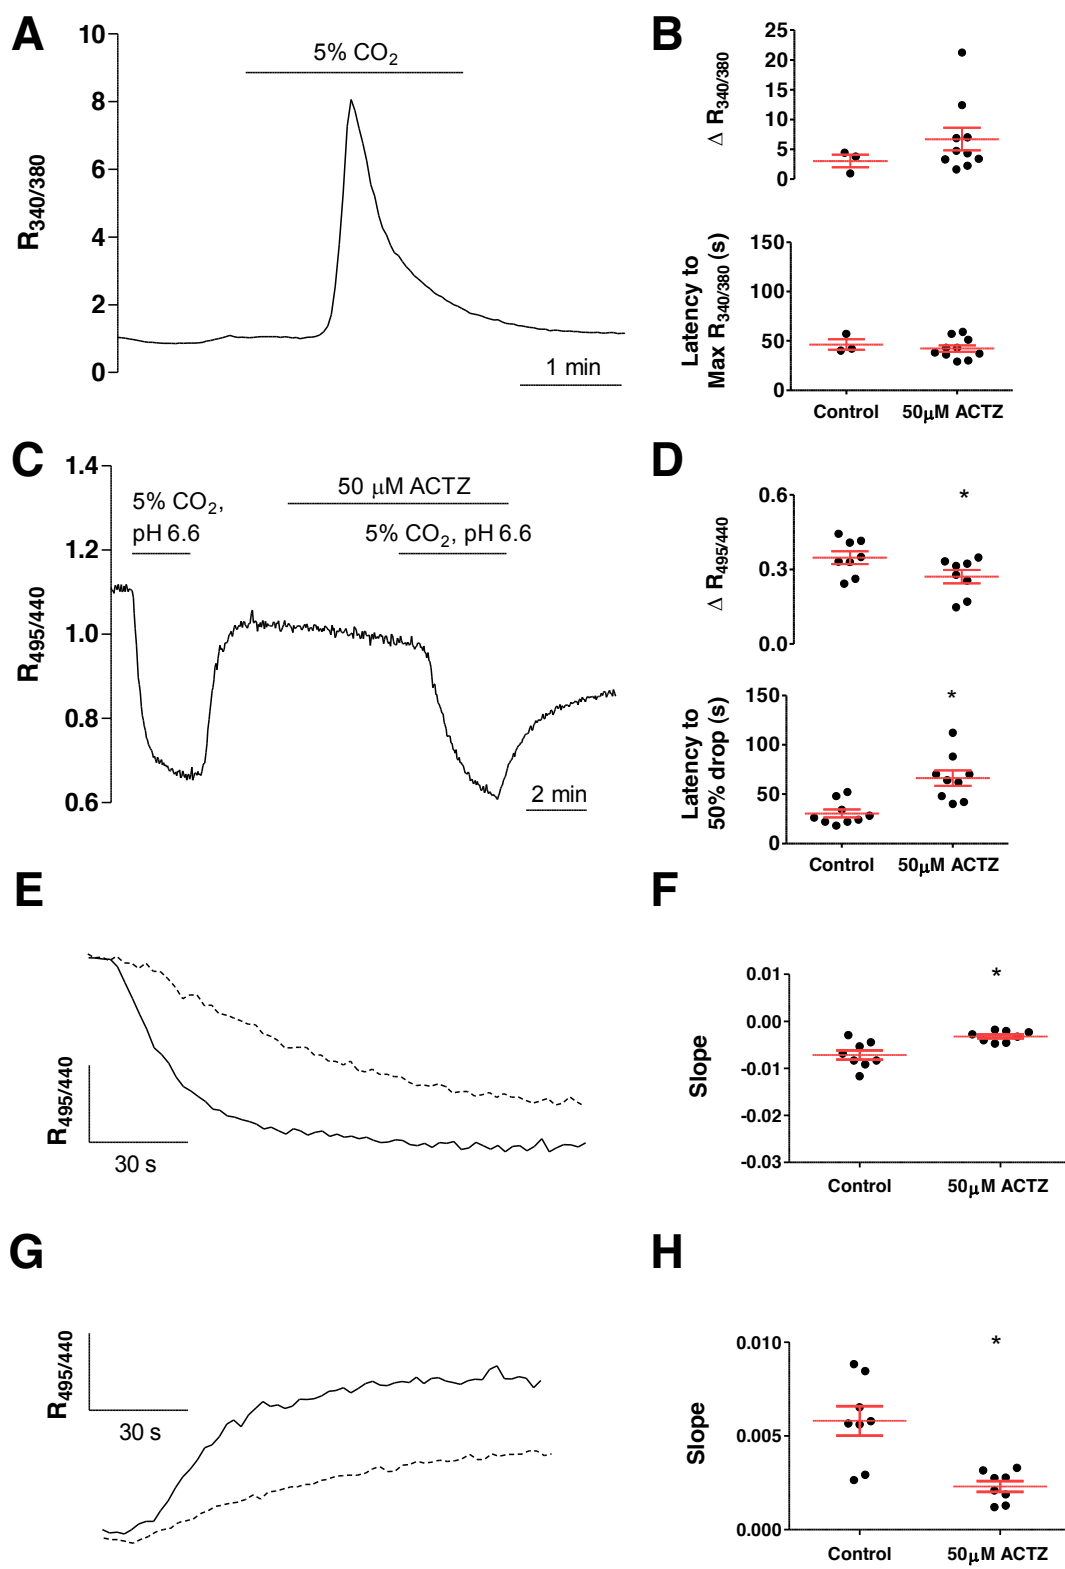 A
10
8
6
4
2
0
R340/380
5% CO2
1 min
B
25
20
15
10
5
0
Δ R340/380
150
100
50
0
Latency to
Max R340/380 (s)
Control
50μM ACTZ
C
1.4
1.2
1.0
0.8
0.6
R495/440
5% CO2,
pH 6.6
50 μM ACTZ
5% CO2, pH 6.6
2 min
D
0.6
0.3
0.0
Δ R495/440
*
150
100
50
0
Latency to
50% drop (s)
*
Control
50μM ACTZ
E
R495/440
30 s
F
0.01
0.00
-0.01
-0.02
-0.03
Slope
*
Control
50μM ACTZ
G
R495/440
30 s
H
0.010
0.005
0.000
Slope
*
Control
50μM ACTZ